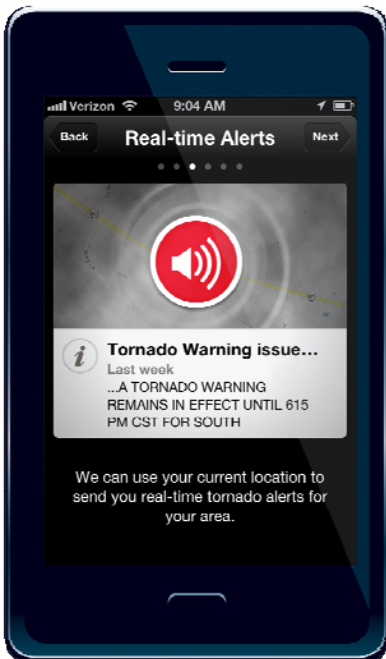 Verizon 9:04 AM
Back Real-time Alerts Next
i Tornado Warning issue...
Last week
...A TORNADO WARNING
REMAINS IN EFFECT UNTIL 615
PM CST FOR SOUTH
We can use your current location to
send you real-time tornado alerts for
your area.